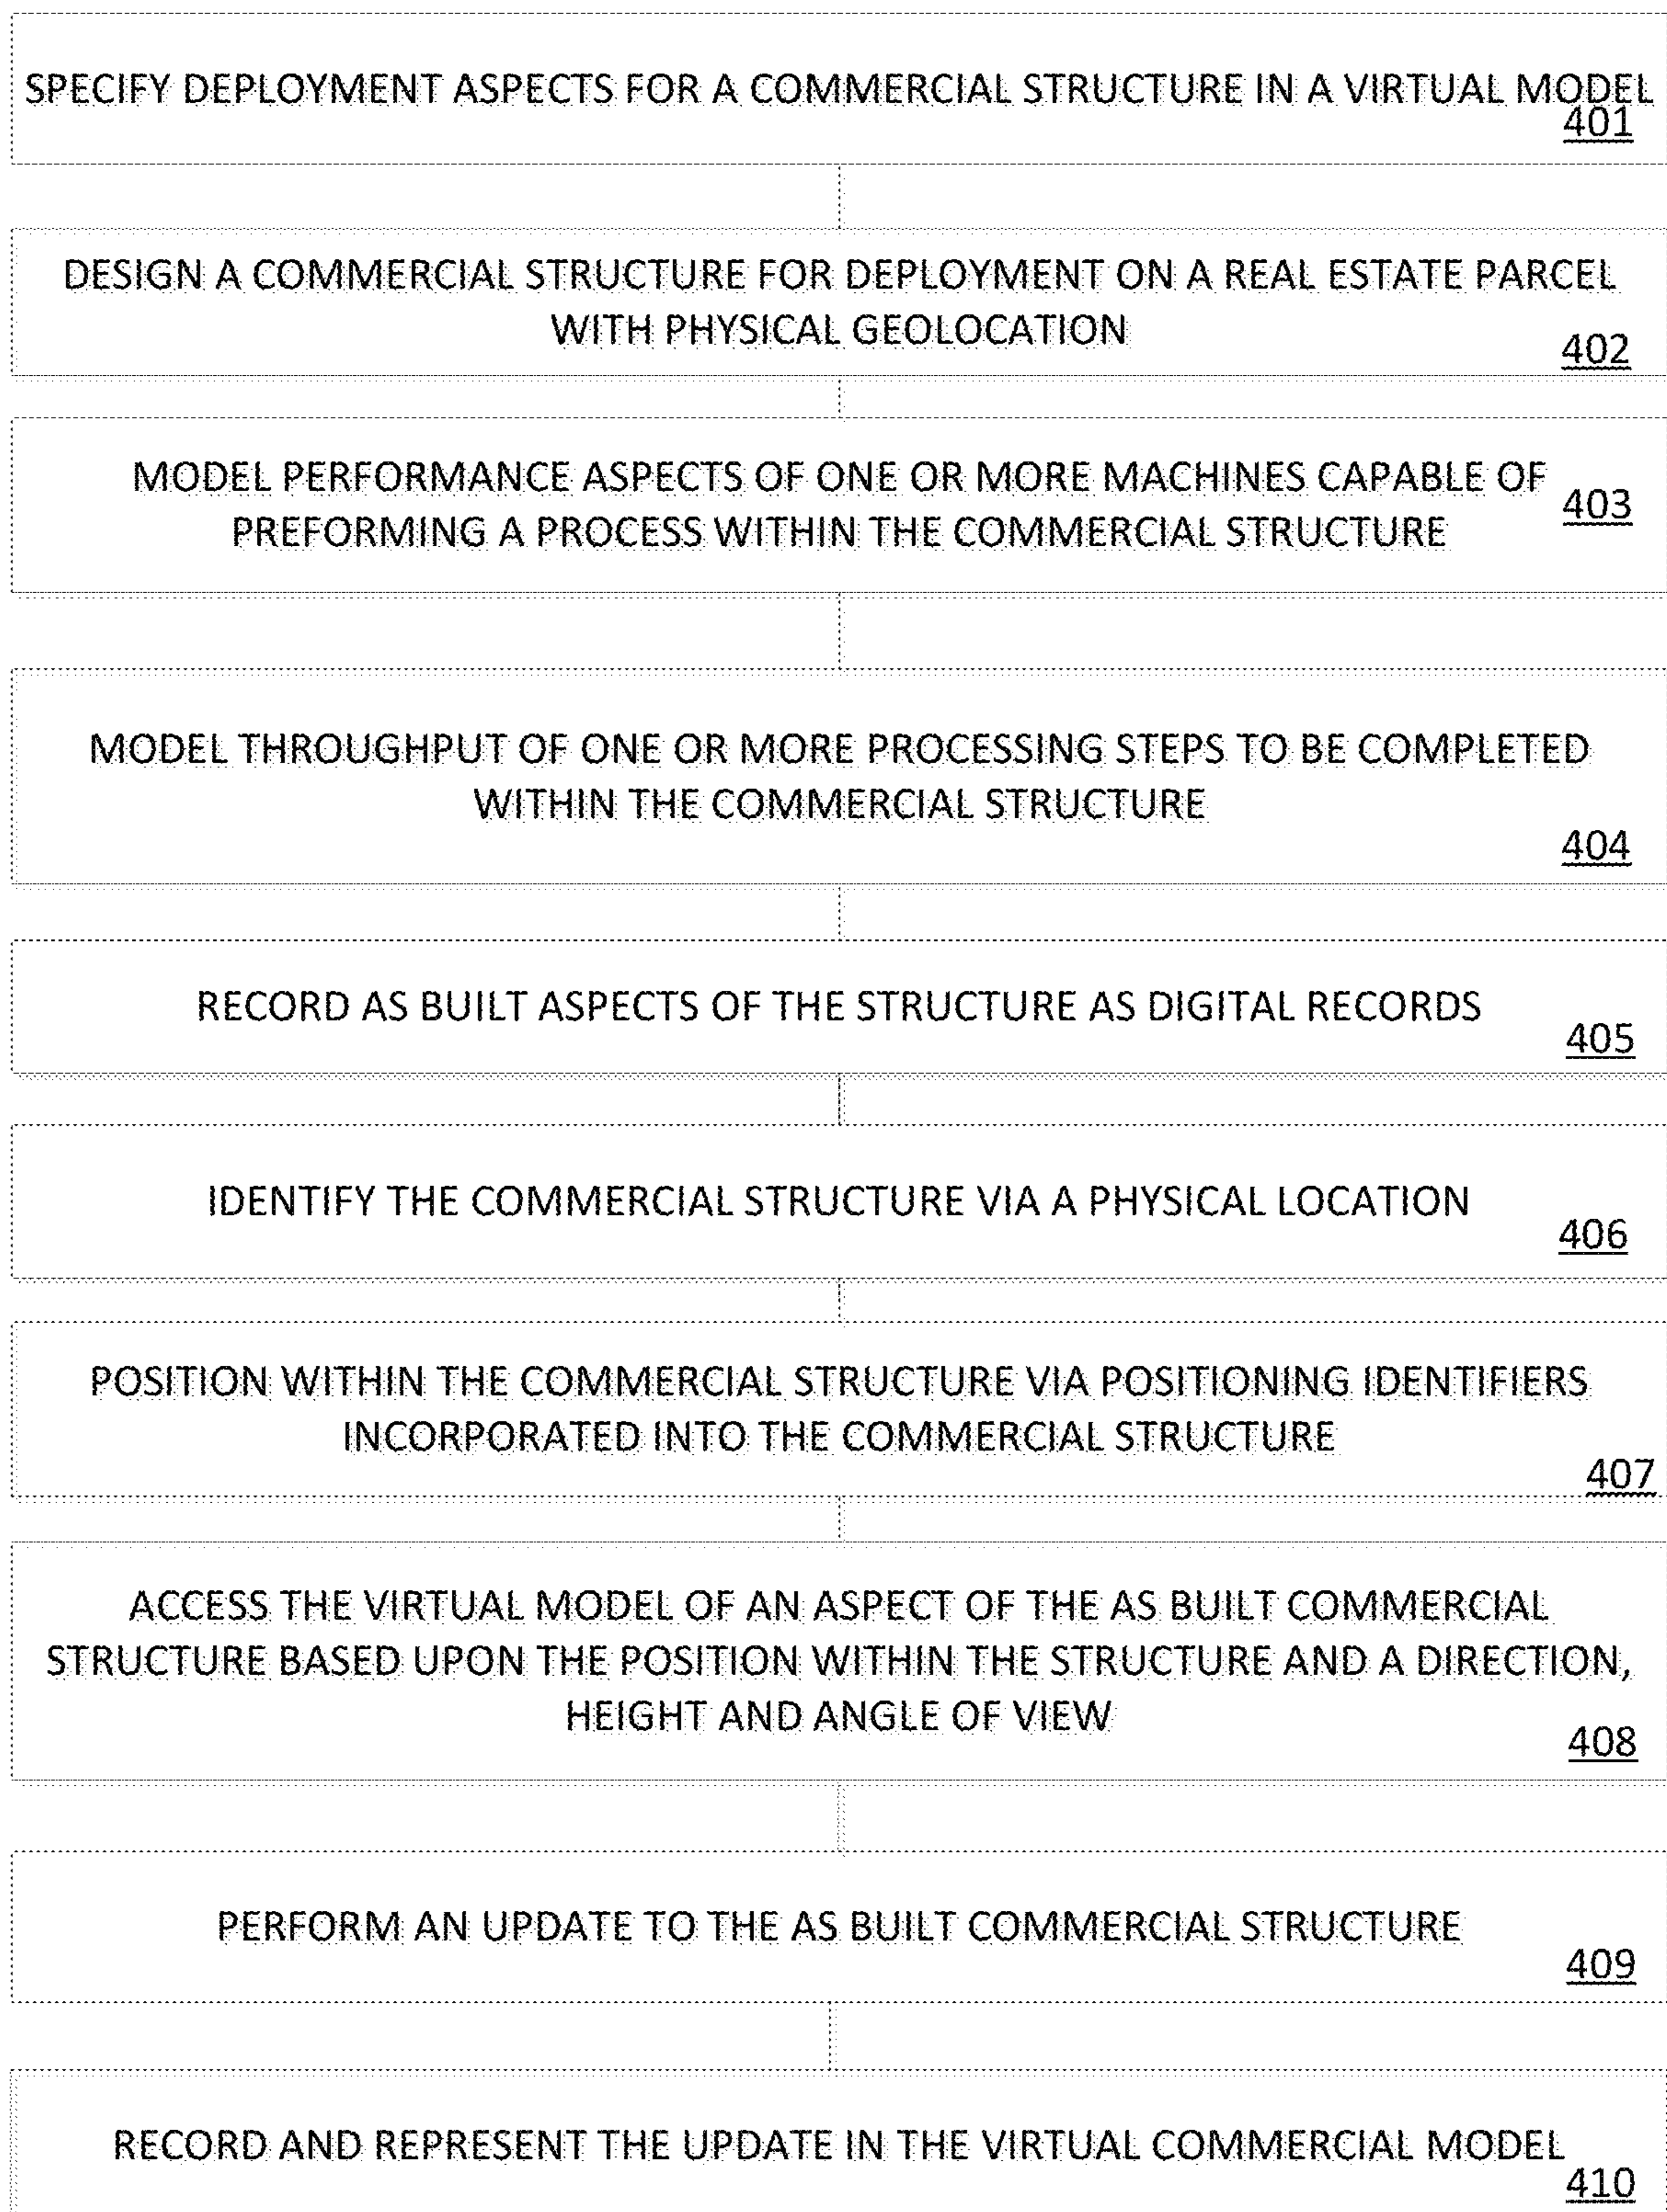 SPECIFY DEPLOYMENT ASPECTS FOR A COMMERCIAL STRUCTURE IN A VIRTUAL MODEL
401
DESIGN A COMMERCIAL STRUCTURE FOR DEPLOYMENT ON A REAL ESTATE PARCEL
WITH PHYSICAL GEOLOCATION
402
MODEL PERFORMANCE ASPECTS OF ONE OR MORE MACHINES CAPABLE OF
PREFORMING A PROCESS WITHIN THE COMMERCIAL STRUCTURE
403
MODEL THROUGHPUT OF ONE OR MORE PROCESSING STEPS TO BE COMPLETED
WITHIN THE COMMERCIAL STRUCTURE
404
RECORD AS BUILT ASPECTS OF THE STRUCTURE AS DIGITAL RECORDS
405
IDENTIFY THE COMMERCIAL STRUCTURE VIA A PHYSICAL LOCATION
406
POSITION WITHIN THE COMMERCIAL STRUCTURE VIA POSITIONING IDENTIFIERS
INCORPORATED INTO THE COMMERCIAL STRUCTURE
407
ACCESS THE VIRTUAL MODEL OF AN ASPECT OF THE AS BUILT COMMERCIAL
STRUCTURE BASED UPON THE POSITION WITHIN THE STRUCTURE AND A DIRECTION,
HEIGHT AND ANGLE OF VIEW
408
PERFORM AN UPDATE TO THE AS BUILT COMMERCIAL STRUCTURE
409
RECORD AND REPRESENT THE UPDATE IN THE VIRTUAL COMMERCIAL MODEL
410